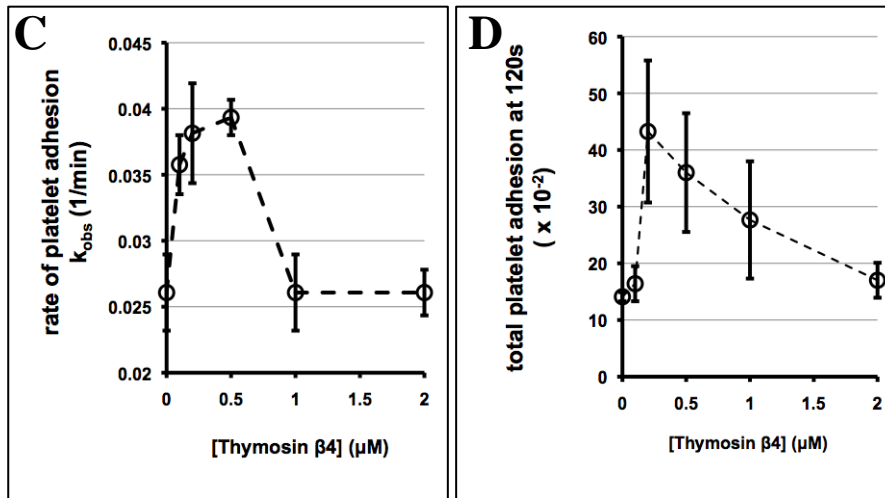 C
rate of platelet adhesion
k_obs (1/min)
0.045
0.04
0.035
0.03
0.025
0.02
0 0.5 1 1.5 2
[Thymosin β4] (μM)
D
total platelet adhesion at 120s
( x 10^-2)
60
50
40
30
20
10
0
0 0.5 1 1.5 2
[Thymosin β4] (μM)